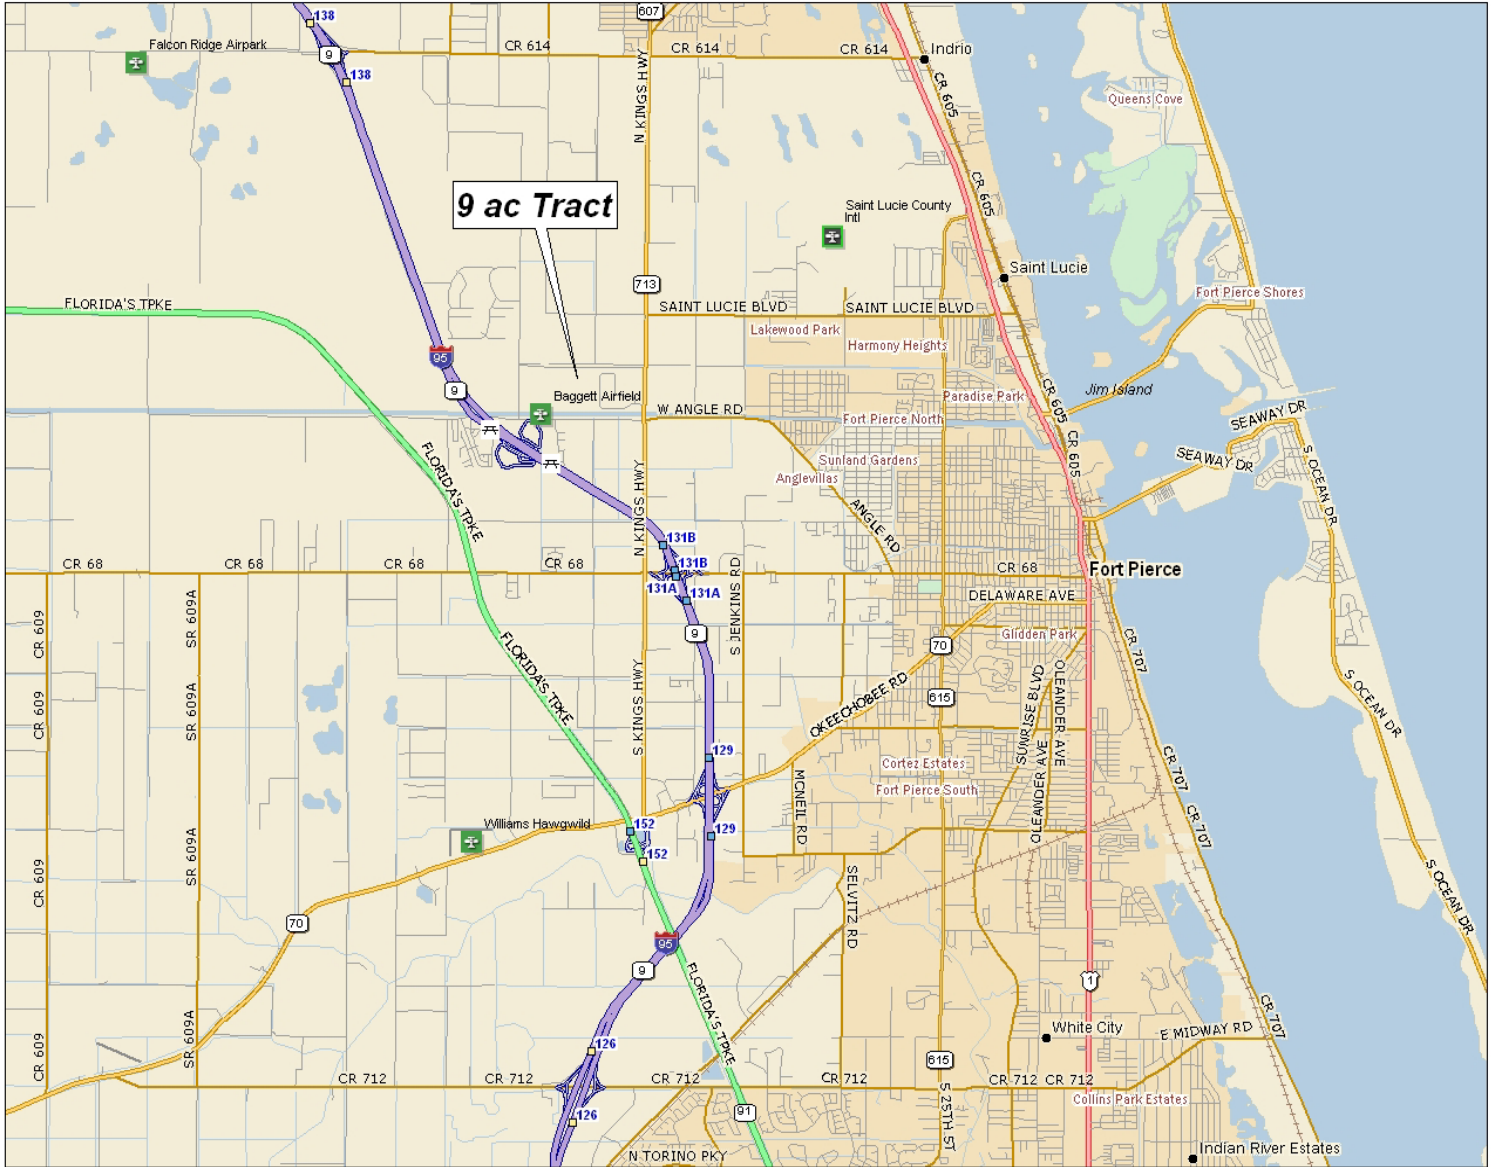 138
607
Falcon Ridge Airpark
9
CR 614
CR 614
CR 614
Indrio
138
N KINGS HWY
CR 605
Queens Cove
9 ac Tract
CR 605
Saint Lucie County
Intl
Saint Lucie
713
Fort Pierce Shores
FLORIDA'S TPKE
SAINT LUCIE BLVD
SAINT LUCIE BLVD
Lakewood Park
Harmony Heights
95
9
Jim Island
Baggett Airfield
Paradise Park
CR 605
W ANGLE RD
Fort Pierce North
SEAWAY DR
CR 605
FLORIDA'S TPKE
Sunland Gardens
SEAWAY DR
Anglevillas
S OCEAN DR
N KINGS HWY
ANGLE RD
131B
131B
CR 68
CR 68
CR 68
CR 68
CR 68
Fort Pierce
131A
131A
S JENKINS RD
DELAWARE AVE
CR 609
SR 609A
9
Glidden Park
70
CR 707
FLORIDA'S TPKE
S KINGS HWY
OKEECHOBEE RD
615
SUNRISE BLVD
OLEANDER AVE
S OCEAN DR
CR 609
SR 609A
129
Cortez Estates
CR 707
Fort Pierce South
MCNEIL RD
OLEANDER AVE
CR 707
Williams Hawgwild
152
129
152
CR 609
SR 609A
SELVITZ RD
S OCEAN DR
70
95
9
FLORIDA'S TPKE
1
CR 707
White City
E MIDWAY RD
CR 609
SR 609A
126
615
CR 712
CR 712
CR 712
CR 712
CR 712
CR 712
Collins Park Estates
126
91
S 25TH ST
N TORINO PKY
Indian River Estates